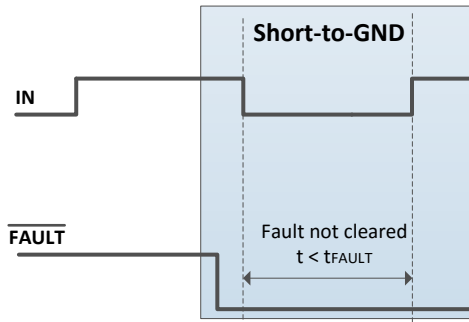 Short-to-GND
IN
FAULT
Fault not cleared
t < tFAULT